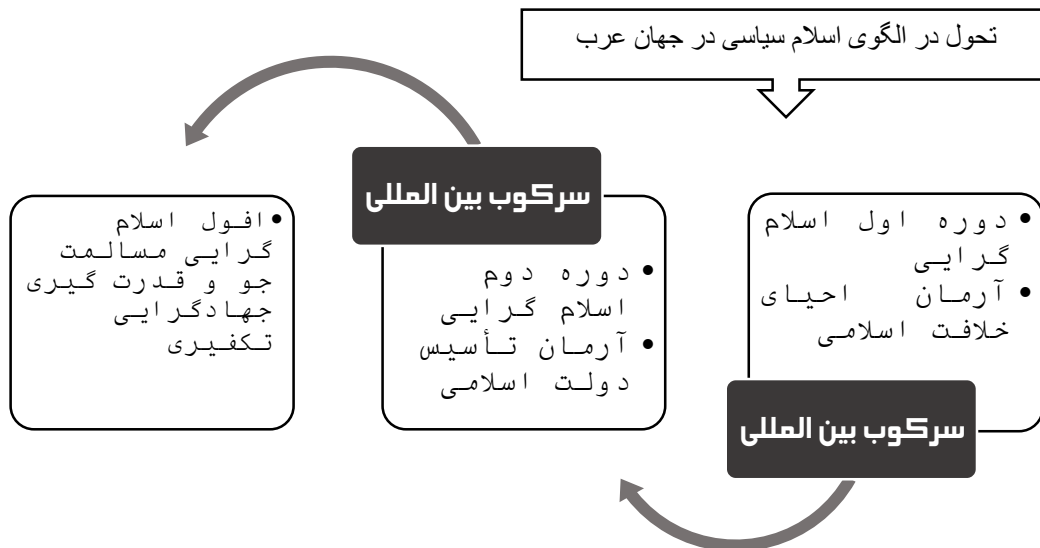 تحول در الگوی اسلام سیاسی در جهان عرب
• دوره اول اسلام
گرایی
• آرمان احیای
خلافت اسلامی
سرکوب بین المللی
سرکوب بین المللی
• دوره دوم
اسلام گرایی
• آرمان تأسیس
دولت اسلامی
• افول اسلام
گرایی مسالمت
جو و قدرت گیری
جهادگرایی
تکفیری